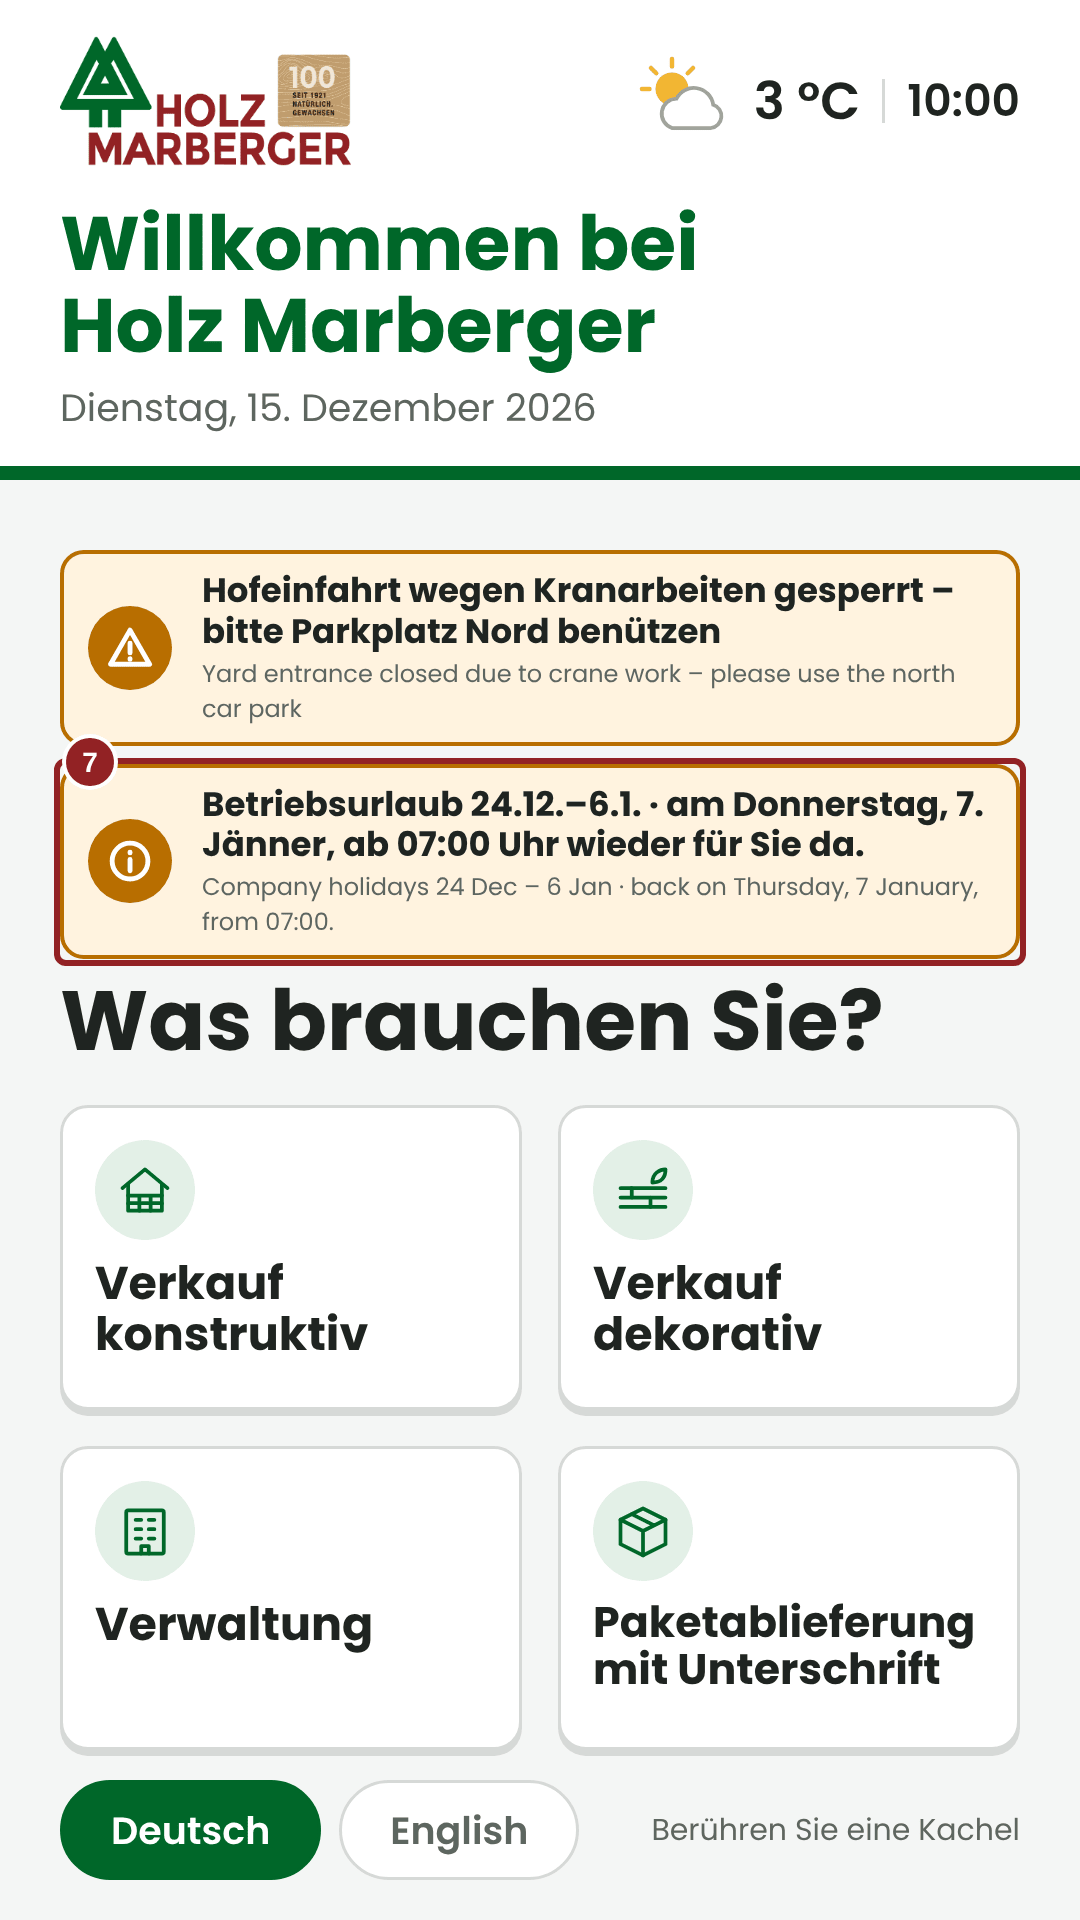 100
SEIT 1921
NATÜRLICH.
GEWACHSEN
HOLZ
MARBERGER
3 °C
10:00
Willkommen bei
Holz Marberger
Dienstag, 15. Dezember 2026
Hofeinfahrt wegen Kranarbeiten gesperrt –
bitte Parkplatz Nord benützen
Yard entrance closed due to crane work – please use the north
car park
7
Betriebsurlaub 24.12.–6.1. · am Donnerstag, 7.
Jänner, ab 07:00 Uhr wieder für Sie da.
Company holidays 24 Dec – 6 Jan · back on Thursday, 7 January,
from 07:00.
Was brauchen Sie?
Verkauf
konstruktiv
Verkauf
dekorativ
Verwaltung
Paketablieferung
mit Unterschrift
Deutsch
English
Berühren Sie eine Kachel